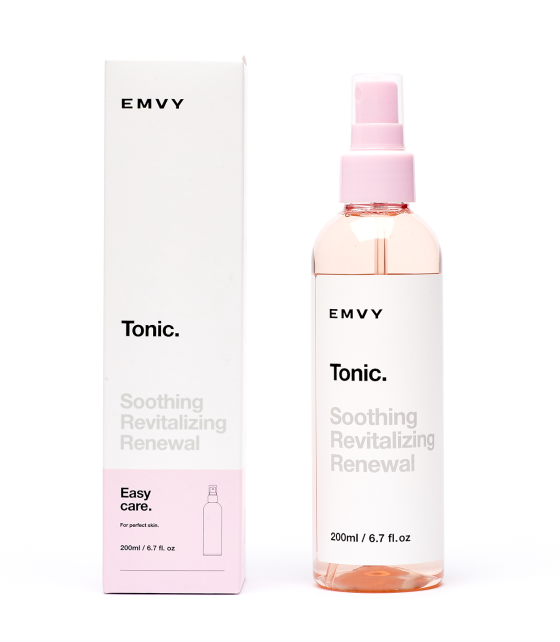 EMVY
Tonic.
Soothing
Revitalizing
Renewal
Easy
care.
For perfect skin.
200ml / 6.7 fl. oz
EMVY
Tonic.
Soothing
Revitalizing
Renewal
200ml / 6.7 fl.oz